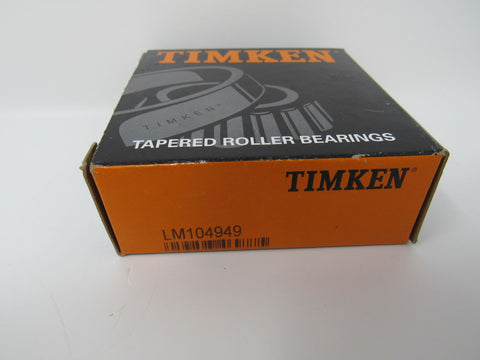 TIMKEN
TIMKEN®
TAPERED ROLLER BEARINGS
TIMKEN®
LM104949